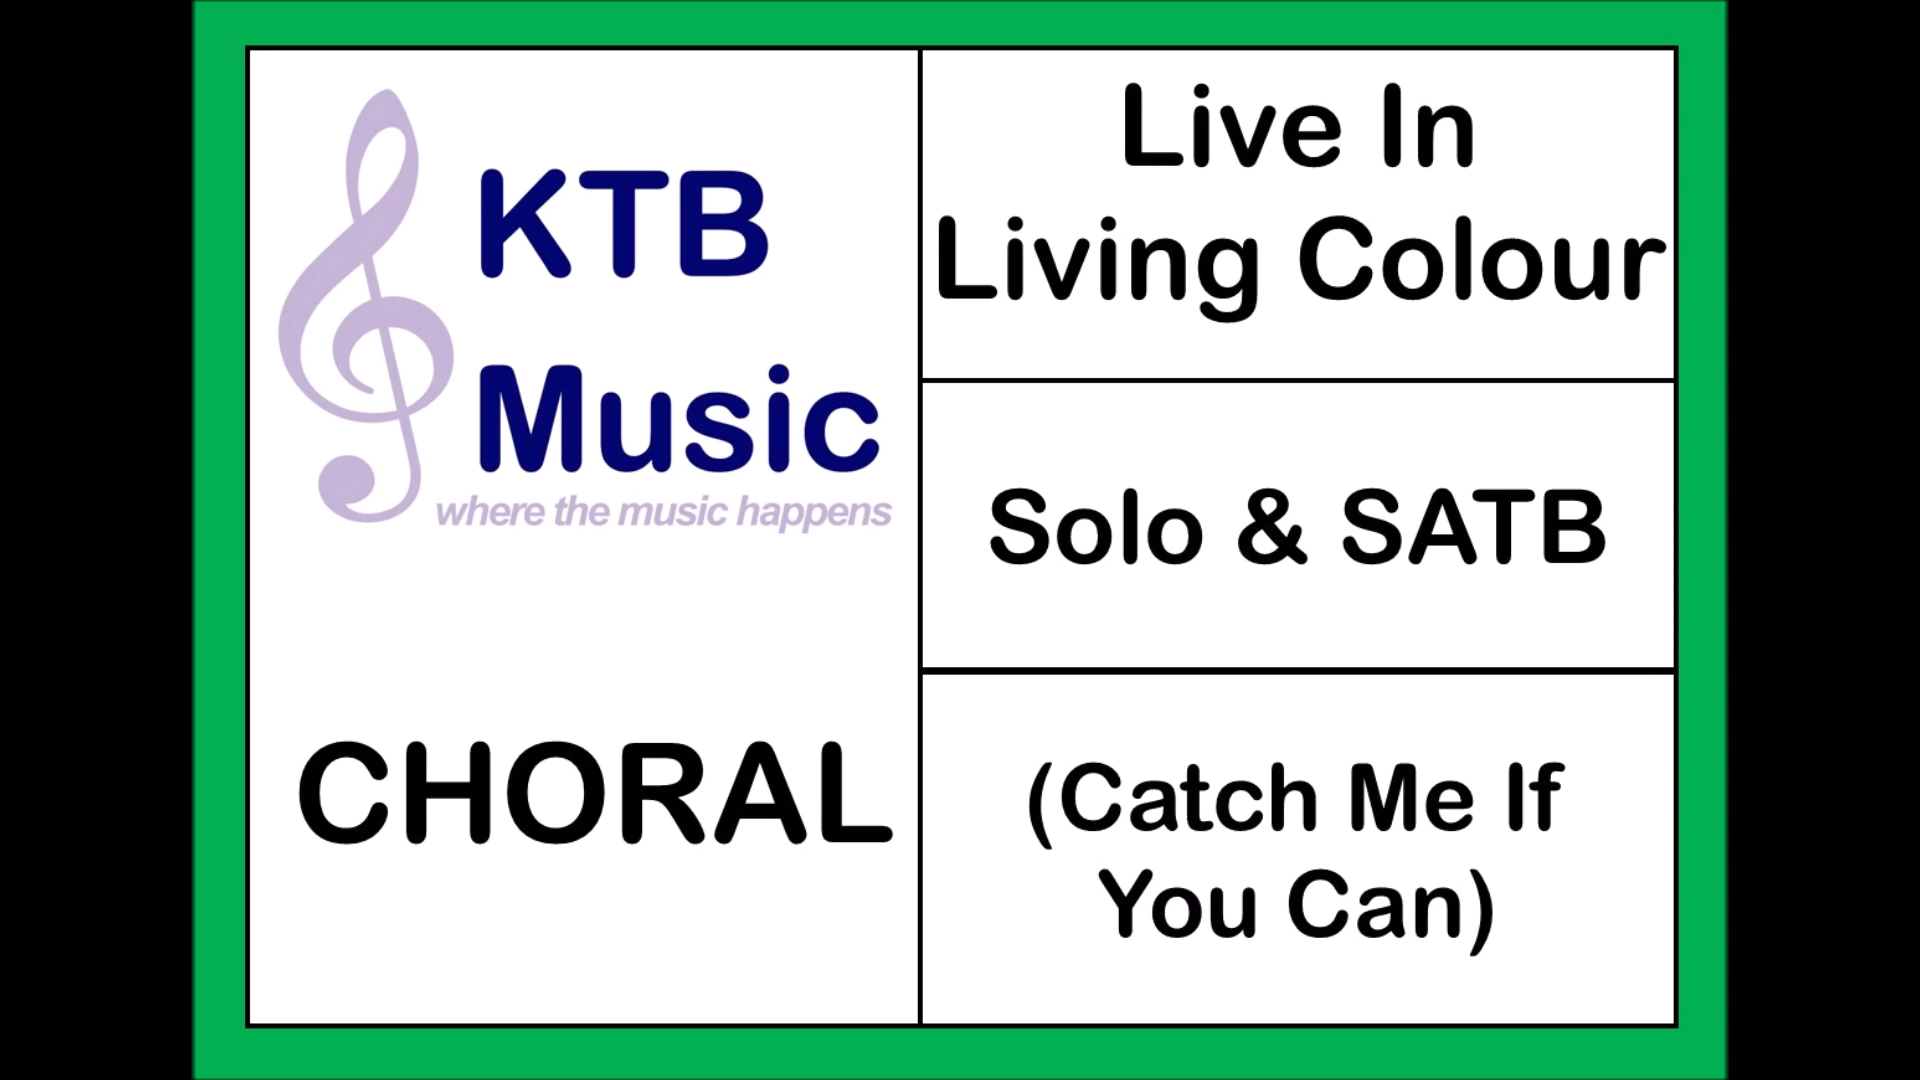 KTB
Music
where the music happens
CHORAL
Live In
Living Colour
Solo & SATB
(Catch Me If
You Can)